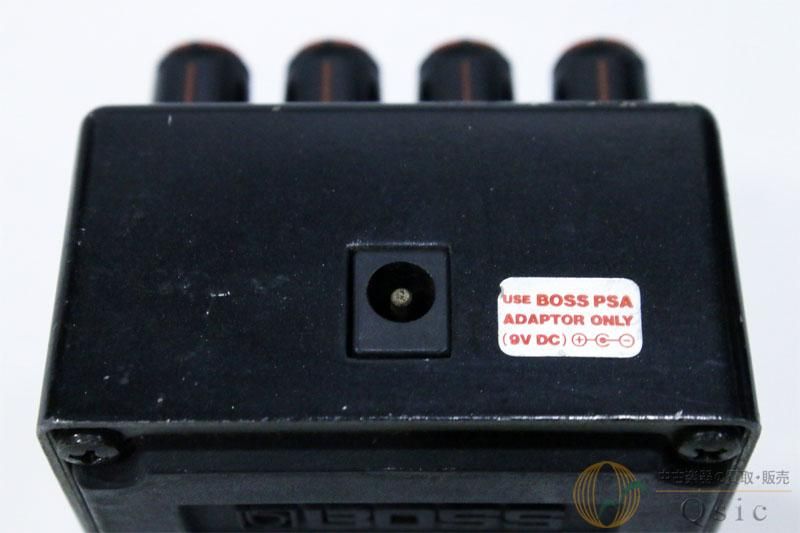 USE BOSS PSA
ADAPTOR ONLY
(9V DC)
BOSS
中古楽器の買取・販売
Qsic